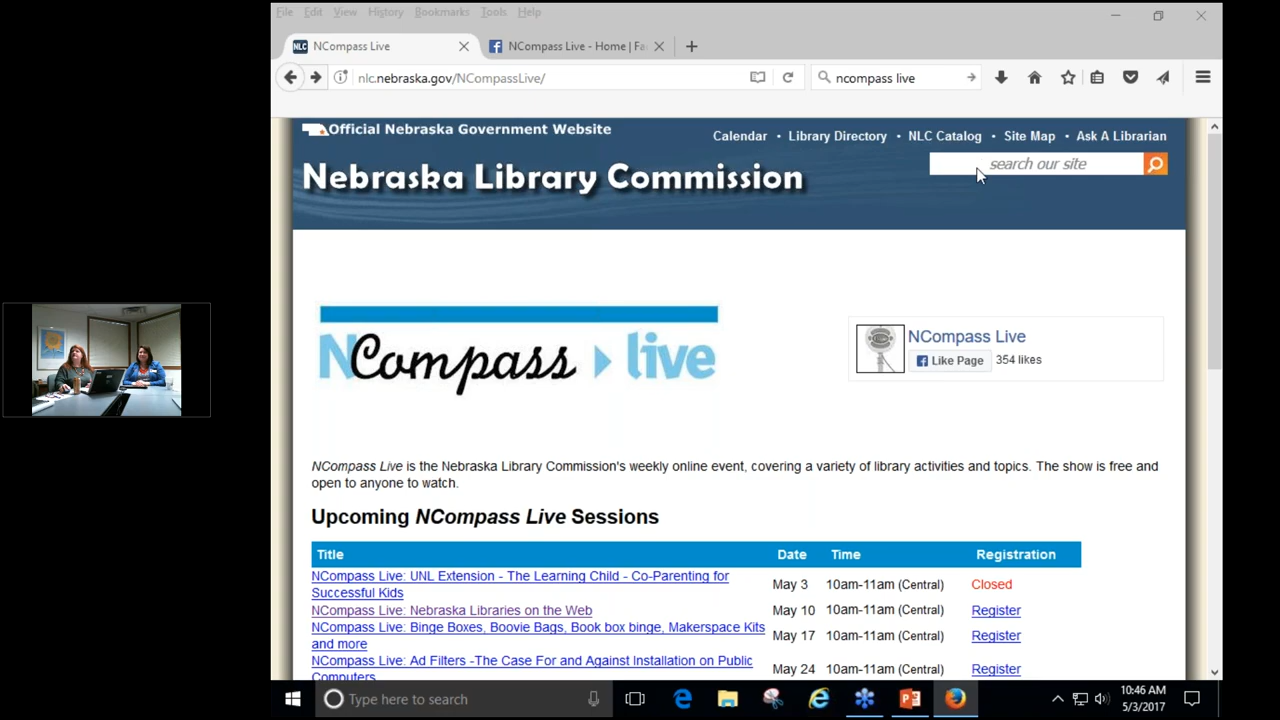 File Edit View History Bookmarks Tools Help
NCompass Live
NCompass Live - Home | Fa
nlc.nebraska.gov/NCompassLive/
ncompass live
Official Nebraska Government Website
Calendar • Library Directory • NLC Catalog • Site Map • Ask A Librarian
search our site
Nebraska Library Commission
NCompass live
NCompass Live
Like Page 354 likes
NCompass Live is the Nebraska Library Commission's weekly online event, covering a variety of library activities and topics. The show is free and
open to anyone to watch.
Upcoming NCompass Live Sessions
Title Date Time Registration
NCompass Live: UNL Extension - The Learning Child - Co-Parenting for
Successful Kids
May 3 10am-11am (Central) Closed
NCompass Live: Nebraska Libraries on the Web May 10 10am-11am (Central) Register
NCompass Live: Binge Boxes, Boovie Bags, Book box binge, Makerspace Kits
and more
May 17 10am-11am (Central) Register
NCompass Live: Ad Filters -The Case For and Against Installation on Public
Computers
May 24 10am-11am (Central) Register
Type here to search
10:46 AM
5/3/2017